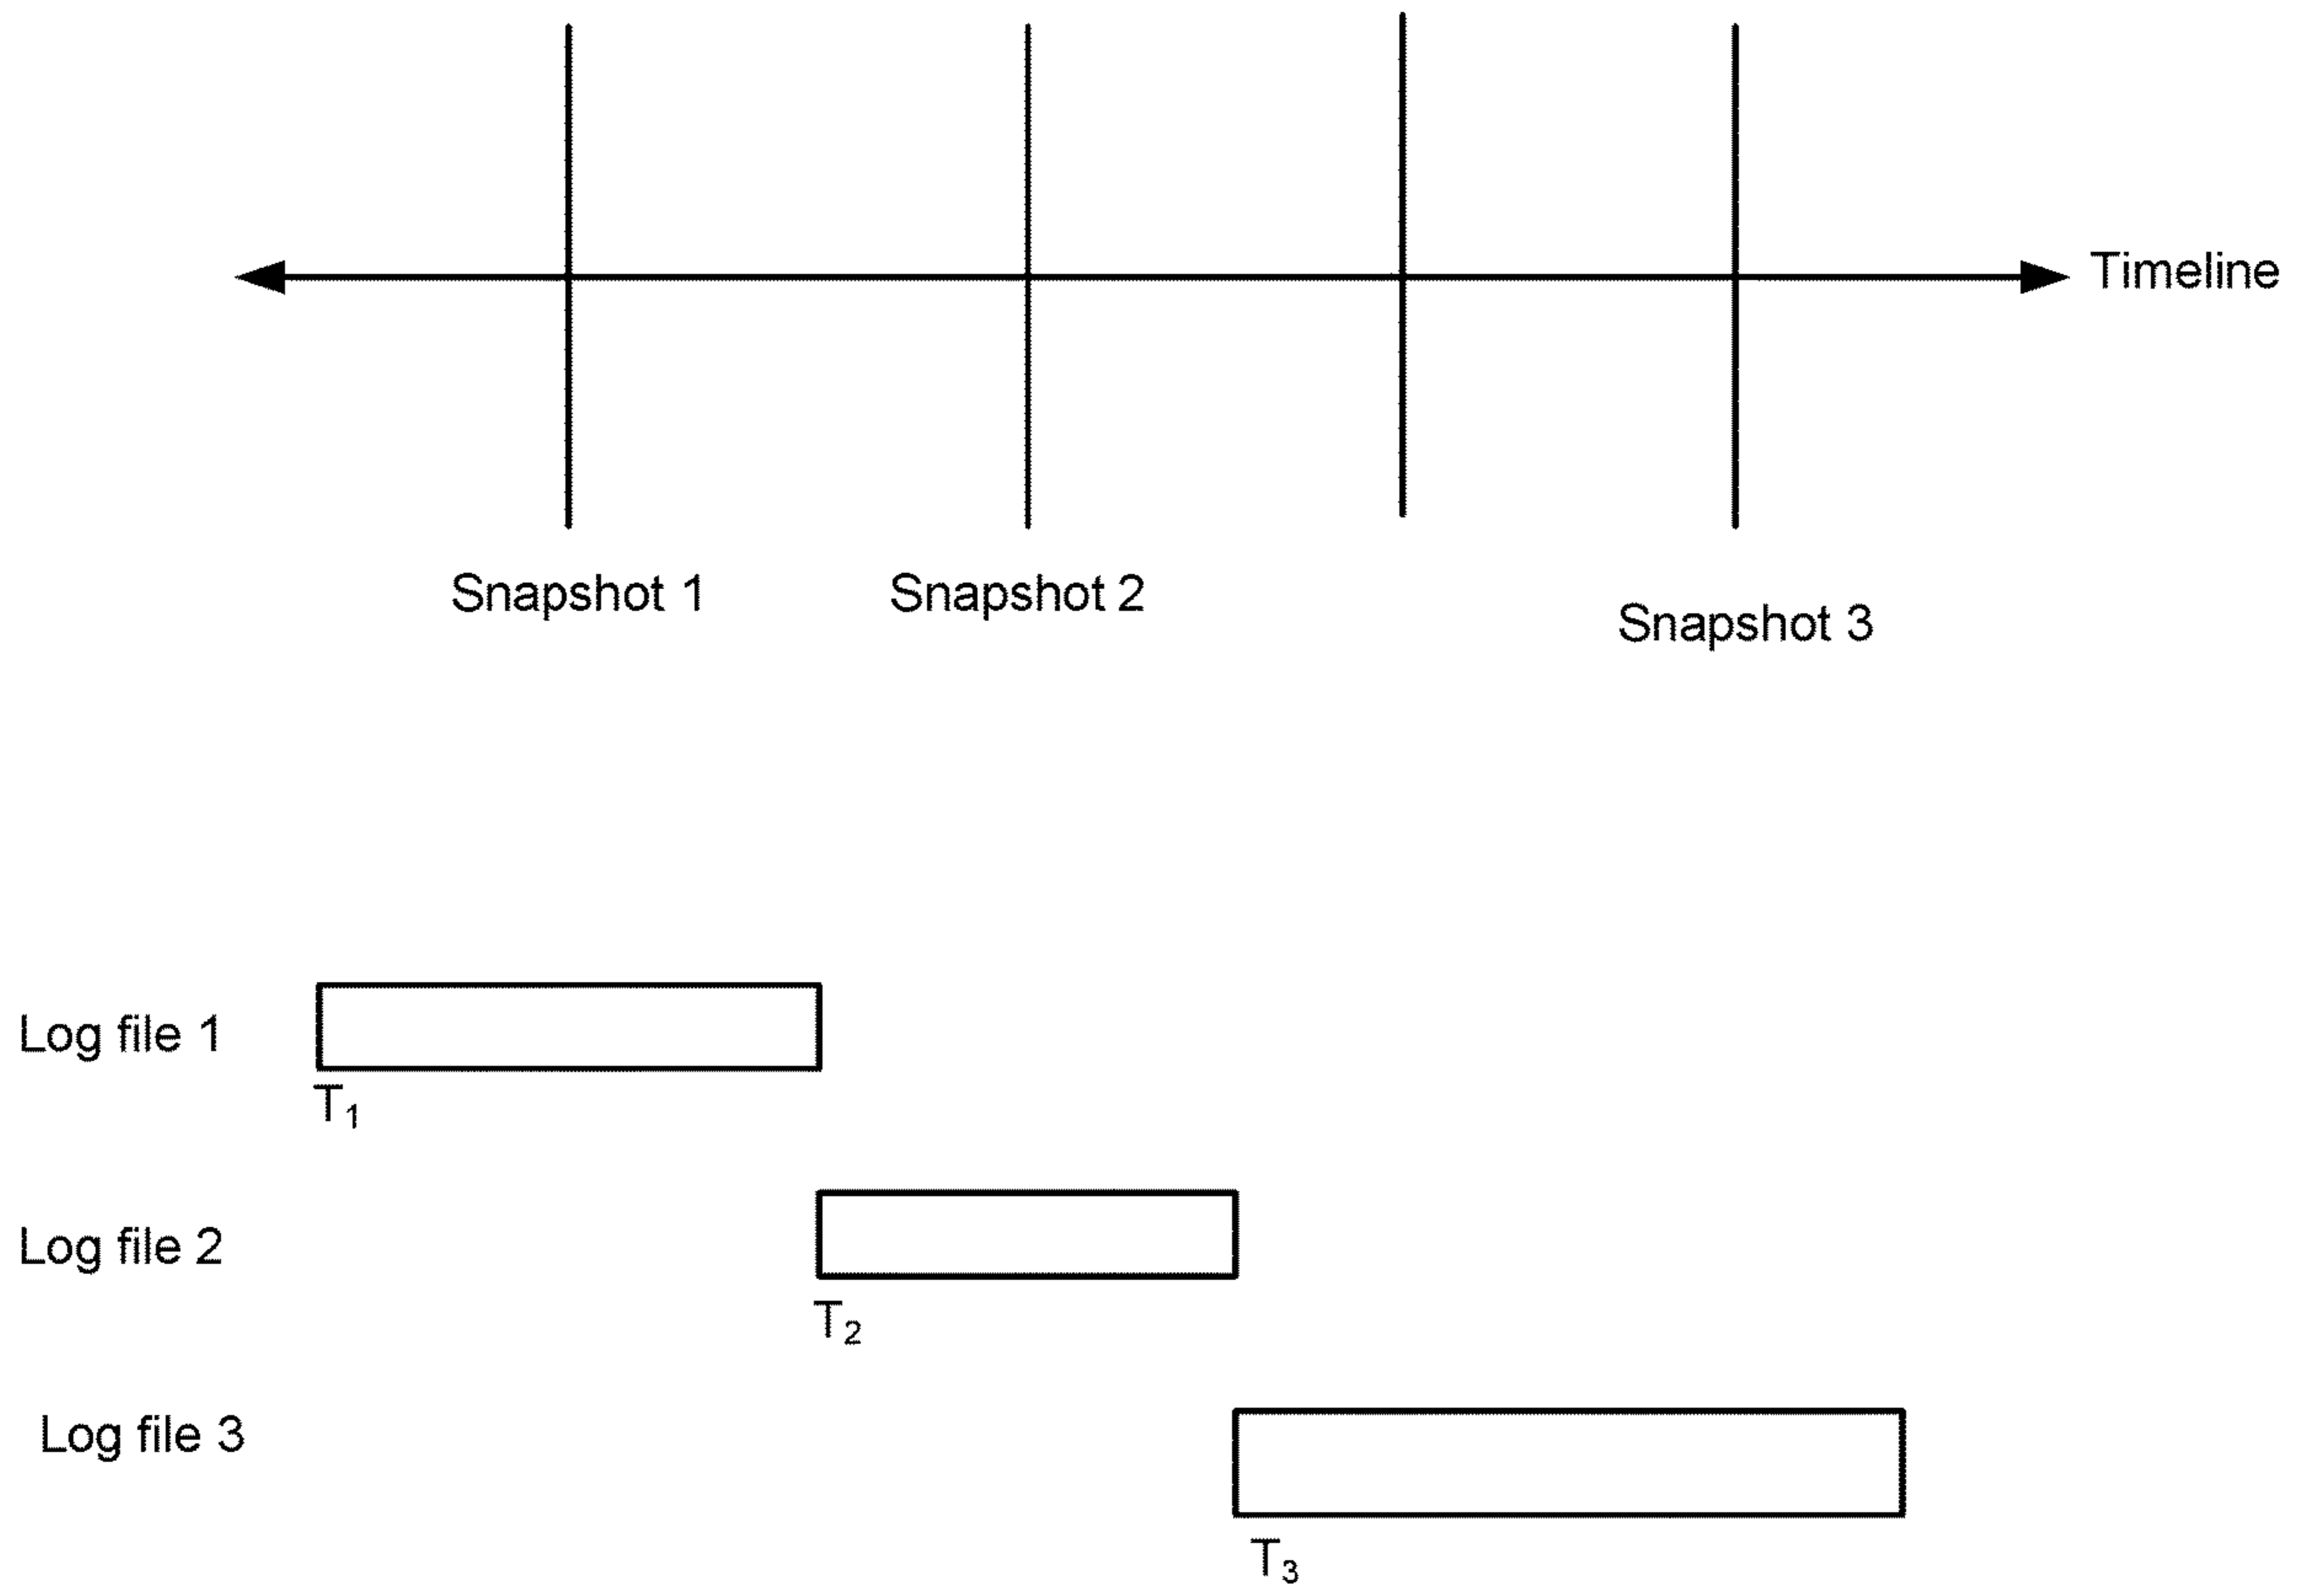 Timeline
Snapshot 1
Snapshot 2
Snapshot 3
Log file 1
T1
Log file 2
T2
Log file 3
T3